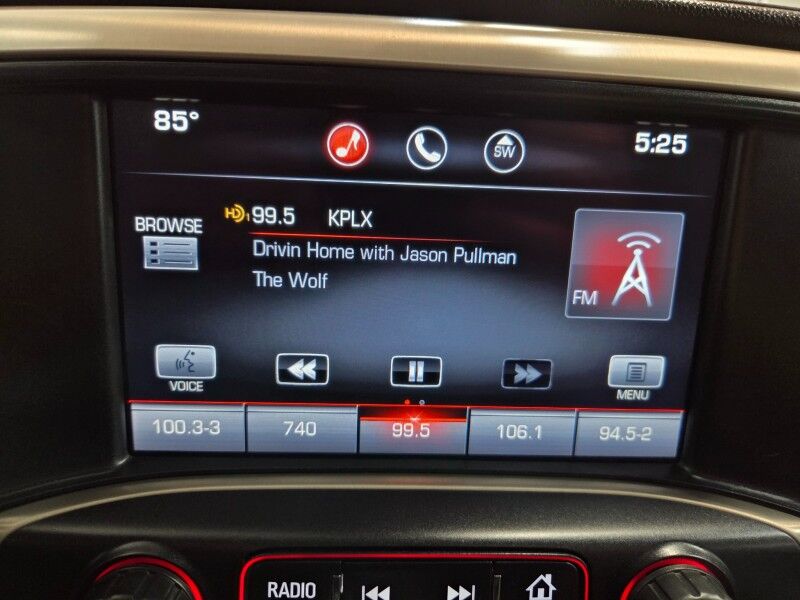 85°
SW
5:25
BROWSE
HD1 99.5 KPLX
Drivin Home with Jason Pullman
The Wolf
FM
VOICE
MENU
100.3-3
740
99.5
106.1
94.5-2
RADIO